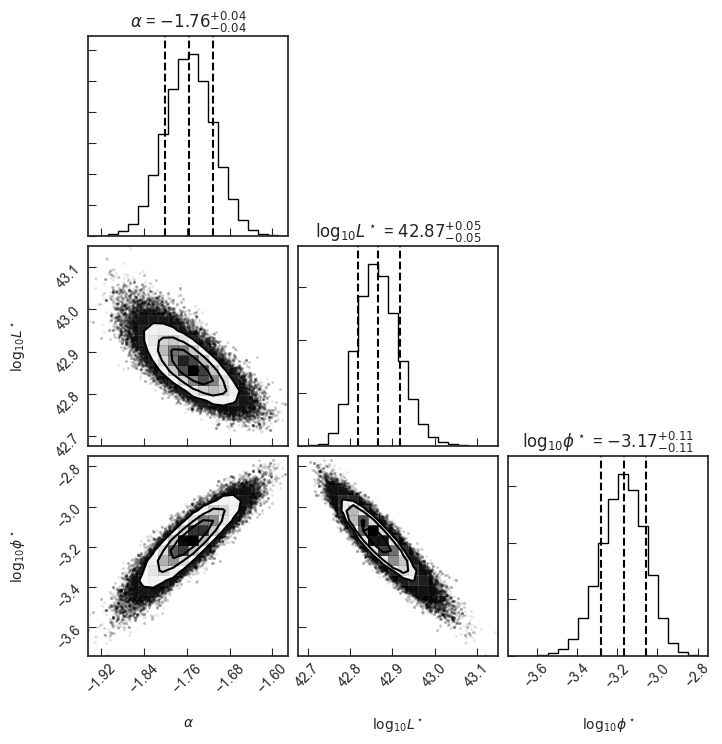 α = −1.76+0.04−0.04
43.1
43.0
42.9
42.8
42.7
log10L⋆
log10L⋆ = 42.87+0.05−0.05
−2.8
−3.0
−3.2
−3.4
−3.6
log10ϕ⋆
log10ϕ⋆ = −3.17+0.11−0.11
−1.92 −1.84 −1.76 −1.68 −1.60
42.7 42.8 42.9 43.0 43.1
−3.6 −3.4 −3.2 −3.0 −2.8
α
log10L⋆
log10ϕ⋆